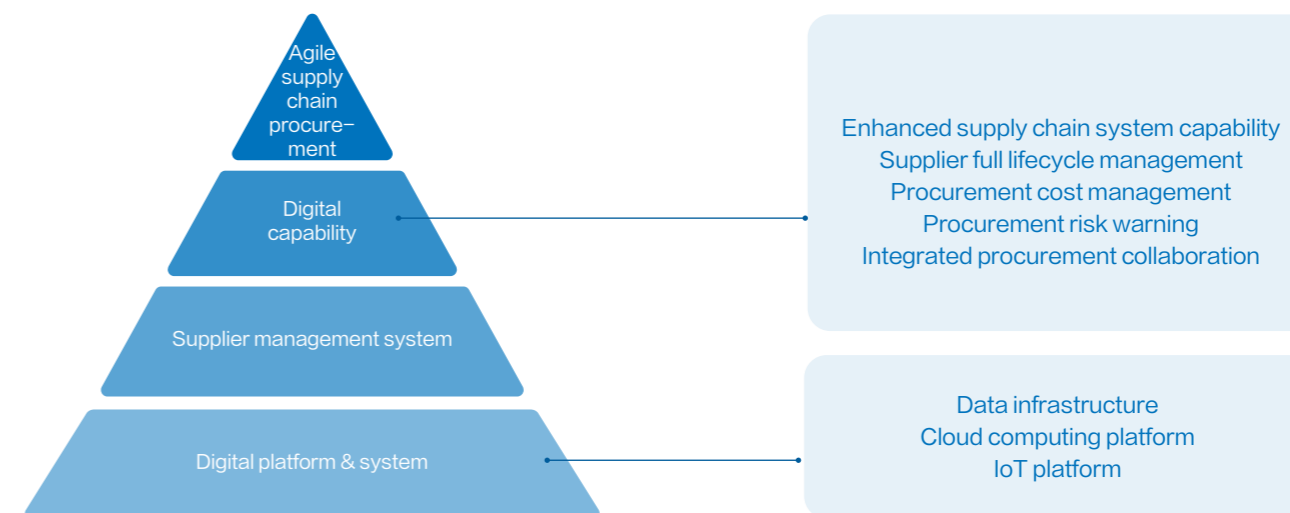 Agile
supply
chain
procure-
ment
Digital
capability
Supplier management system
Digital platform & system
Enhanced supply chain system capability
Supplier full lifecycle management
Procurement cost management
Procurement risk warning
Integrated procurement collaboration
Data infrastructure
Cloud computing platform
IoT platform